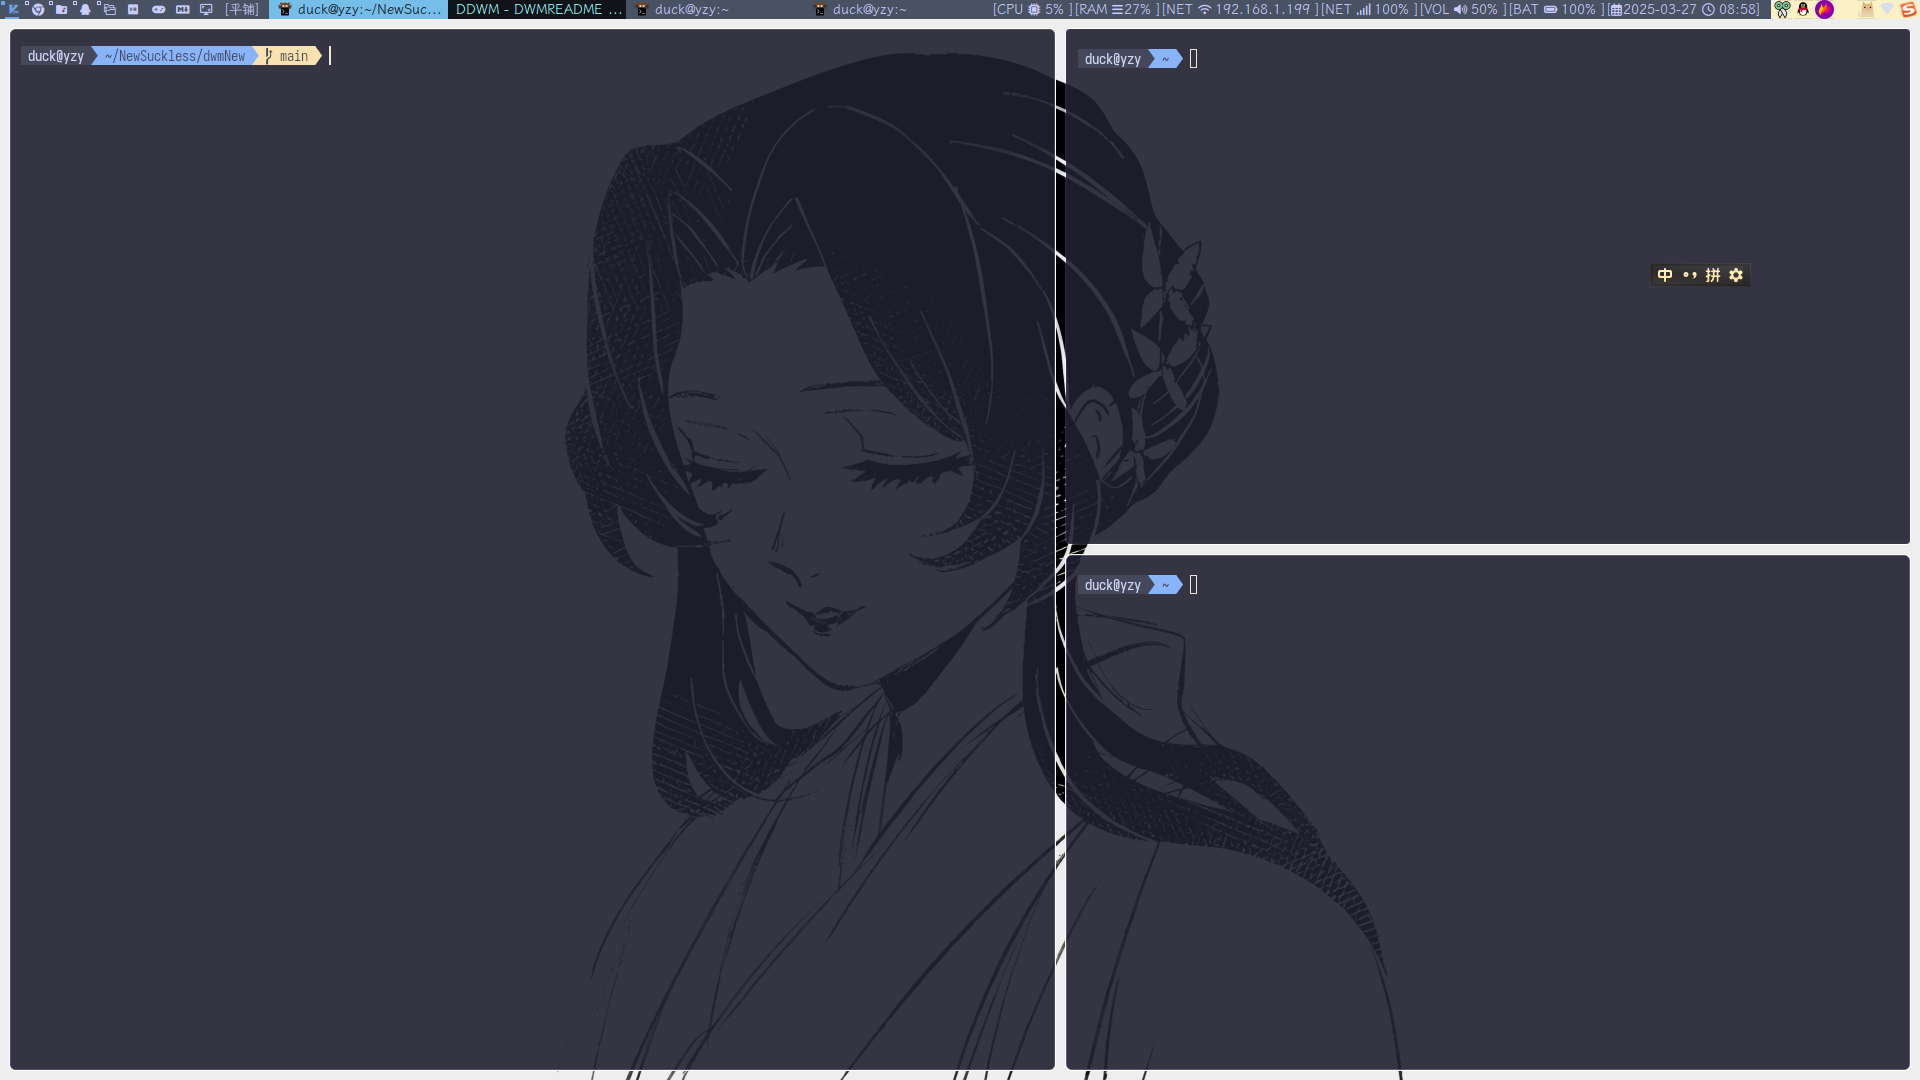 [平铺] duck@yzy:~/NewSuc... DDWM - DWMREADME ... duck@yzy:~ duck@yzy:~ [CPU 5% ][RAM 27% ][NET 192.168.1.199 ][NET 100% ][VOL 50% ][BAT 100% ][2025-03-27 08:58]
duck@yzy ~/NewSuckless/dwmNew main
duck@yzy ~
中 •, 拼
duck@yzy ~